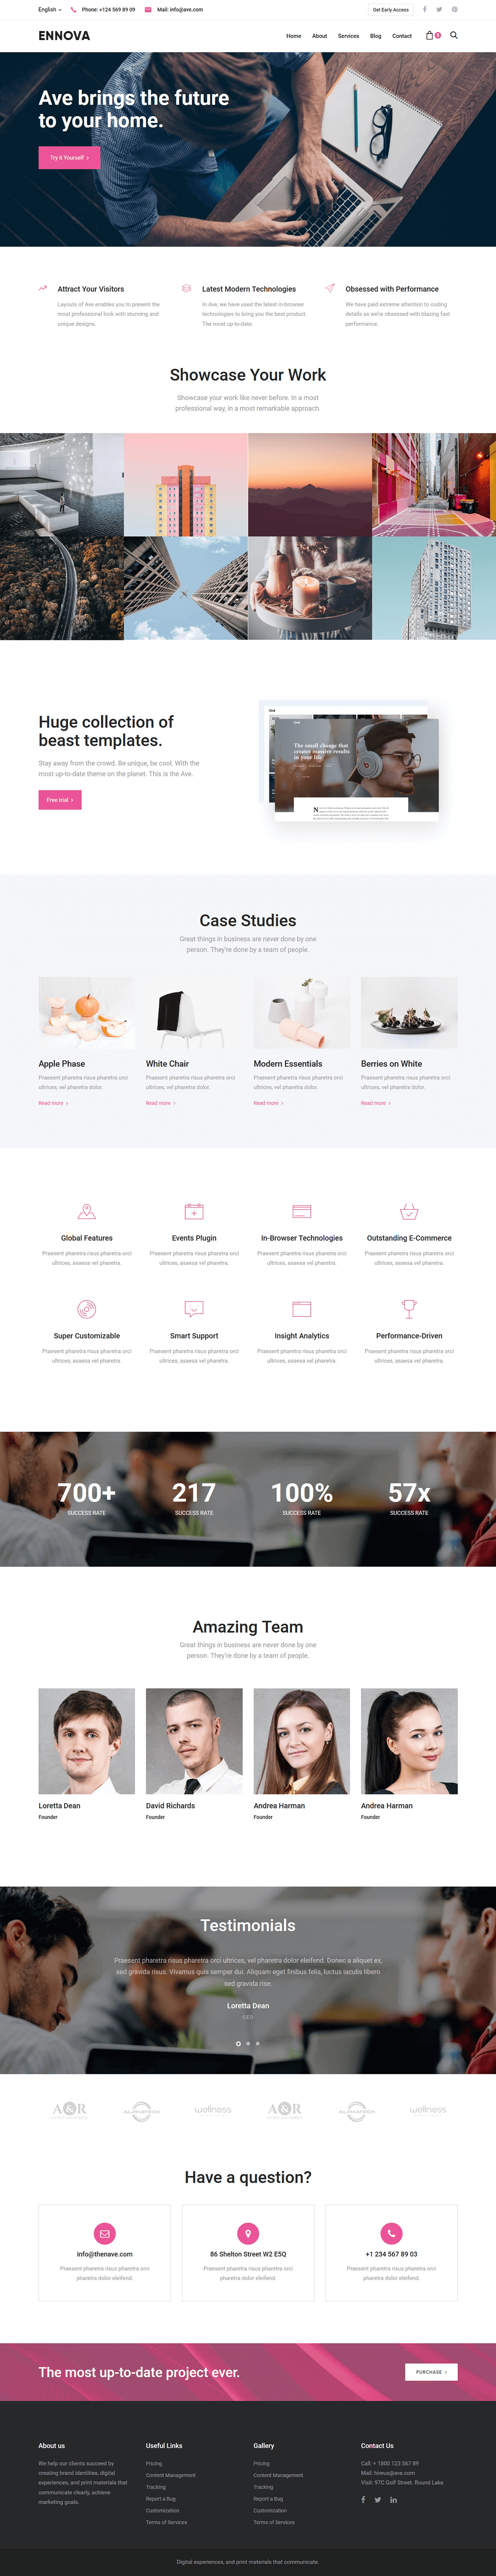 English
Phone: +124 569 89 09
Mail: info@ave.com
Get Early Access
ENNOVA
Home
About
Services
Blog
Contact
2
Ave brings the future
to your home.
Try it Yourself
Attract Your Visitors
Layouts of Ave enables you to present the
most professional look with stunning and
unique designs.
Latest Modern Technologies
In Ave, we have used the latest in-browser
technologies to bring you the best product.
The most up-to-date.
Obsessed with Performance
We have paid extreme attention to coding
details as we're obsessed with blazing fast
performance.
Showcase Your Work
Showcase your work like never before. In a most
professional way, in a most remarkable approach.
Huge collection of
beast templates.
Stay away from the crowd. Be unique, be cool. With the
most up-to-date theme on the planet. This is the Ave.
Free trial
The small change that
creates massive results
in your life
Case Studies
Great things in business are never done by one
person. They're done by a team of people.
Apple Phase
Praesent pharetra risus pharetra orci
ultrices, vel pharetra dolor.
Read more
White Chair
Praesent pharetra risus pharetra orci
ultrices, vel pharetra dolor.
Read more
Modern Essentials
Praesent pharetra risus pharetra orci
ultrices, vel pharetra dolor.
Read more
Berries on White
Praesent pharetra risus pharetra orci
ultrices, vel pharetra dolor.
Read more
Global Features
Praesent pharetra risus pharetra orci
ultrices, asaesa vel pharetra.
Events Plugin
Praesent pharetra risus pharetra orci
ultrices, asaesa vel pharetra.
In-Browser Technologies
Praesent pharetra risus pharetra orci
ultrices, asaesa vel pharetra.
Outstanding E-Commerce
Praesent pharetra risus pharetra orci
ultrices, asaesa vel pharetra.
Super Customizable
Praesent pharetra risus pharetra orci
ultrices, asaesa vel pharetra.
Smart Support
Praesent pharetra risus pharetra orci
ultrices, asaesa vel pharetra.
Insight Analytics
Praesent pharetra risus pharetra orci
ultrices, asaesa vel pharetra.
Performance-Driven
Praesent pharetra risus pharetra orci
ultrices, asaesa vel pharetra.
700+
SUCCESS RATE
217
SUCCESS RATE
100%
SUCCESS RATE
57x
SUCCESS RATE
Amazing Team
Great things in business are never done by one
person. They're done by a team of people.
Loretta Dean
Founder
David Richards
Founder
Andrea Harman
Founder
Andrea Harman
Founder
Testimonials
Praesent pharetra risus pharetra orci ultrices, vel pharetra dolor eleifend. Donec a aliquet ex,
sed gravida risus. Vivamus quis semper dui. Aliquam eget finibus felis, luctus iaculis libero
sed gravida rise.
Loretta Dean
CEO
A&R
ALPHATECH
wellness
A&R
ALPHATECH
wellness
Have a question?
info@thenave.com
Praesent pharetra risus pharetra orci
pharetra dolor eleifend.
86 Shelton Street W2 E5Q
Praesent pharetra risus pharetra orci
pharetra dolor eleifend.
+1 234 567 89 03
Praesent pharetra risus pharetra orci
pharetra dolor eleifend.
The most up-to-date project ever.
PURCHASE
About us
We help our clients succeed by
creating brand identities, digital
experiences, and print materials that
communicate clearly, achieve
marketing goals.
Useful Links
Pricing
Content Management
Tracking
Report a Bug
Customization
Terms of Services
Gallery
Pricing
Content Management
Tracking
Report a Bug
Customization
Terms of Services
Contact Us
Call: + 1800 123 567 89
Mail: hireus@ave.com
Visit: 97C Golf Street. Round Lake
Digital experiences, and print materials that communicate.